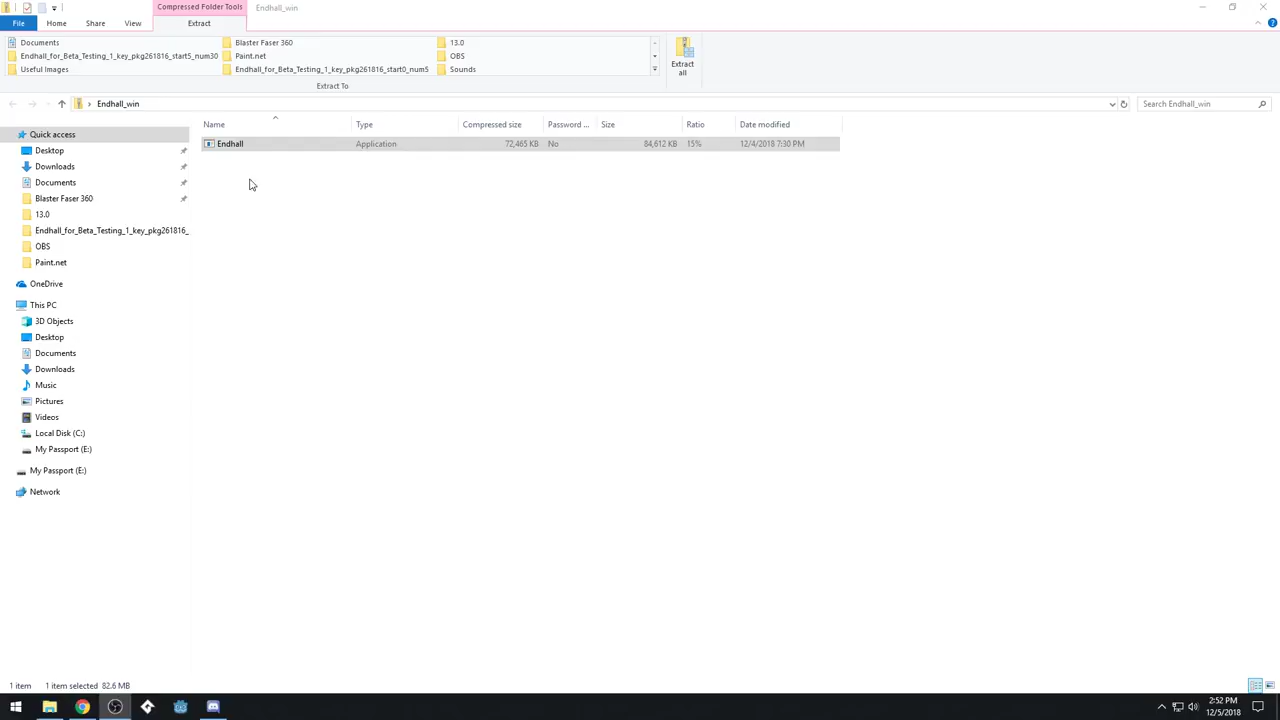 Compressed Folder Tools
Endhall_win
File
Home
Share
View
Extract
Documents
Blaster Faser 360
13.0
Endhall_for_Beta_Testing_1_key_pkg261816_start5_num30
Paint.net
OBS
Useful Images
Endhall_for_Beta_Testing_1_key_pkg261816_start0_num5
Sounds
Extract To
Extract
all
Endhall_win
Search Endhall_win
Name
Type
Compressed size
Password ...
Size
Ratio
Date modified
Endhall
Application
72,465 KB
No
84,612 KB
15%
12/4/2018 7:30 PM
Quick access
Desktop
Downloads
Documents
Blaster Faser 360
13.0
Endhall_for_Beta_Testing_1_key_pkg261816_
OBS
Paint.net
OneDrive
This PC
3D Objects
Desktop
Documents
Downloads
Music
Pictures
Videos
Local Disk (C:)
My Passport (E:)
My Passport (E:)
Network
1 item
1 item selected 82.6 MB
2:52 PM
12/5/2018